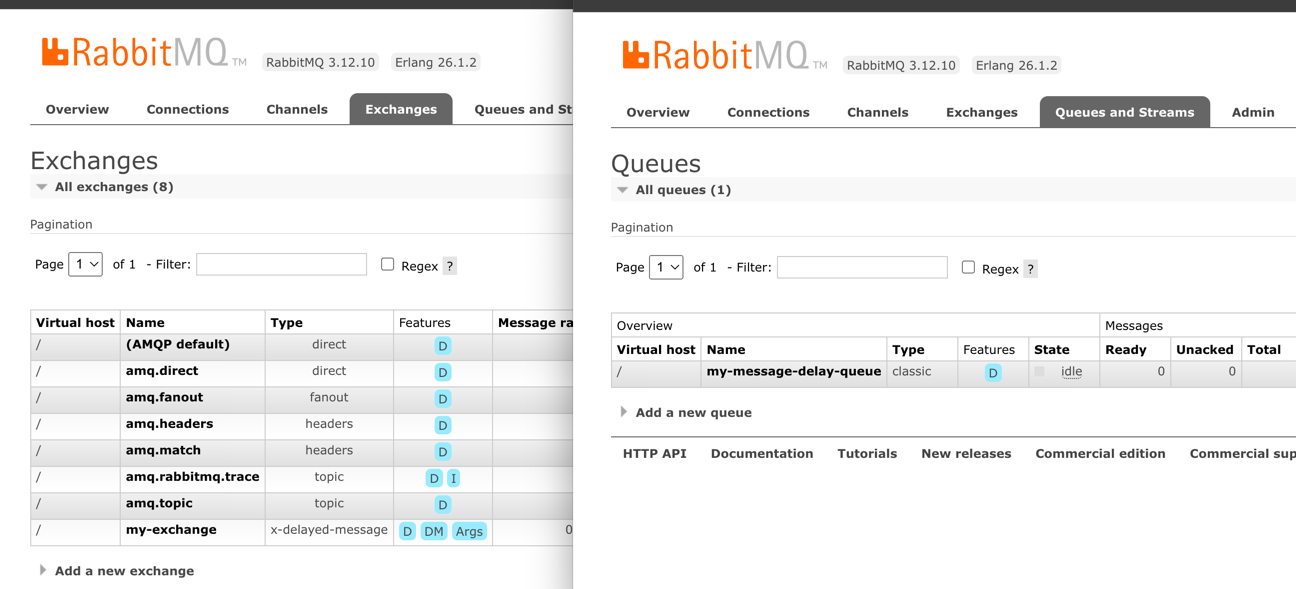 RabbitMQ TM RabbitMQ 3.12.10 Erlang 26.1.2
Overview Connections Channels Exchanges Queues and St
Exchanges
All exchanges (8)
Pagination
Page 1 of 1 - Filter: Regex ?
Virtual host Name Type Features Message ra
/ (AMQP default) direct D
/ amq.direct direct D
/ amq.fanout fanout D
/ amq.headers headers D
/ amq.match headers D
/ amq.rabbitmq.trace topic D I
/ amq.topic topic D
/ my-exchange x-delayed-message D DM Args 0
Add a new exchange
RabbitMQ TM RabbitMQ 3.12.10 Erlang 26.1.2
Overview Connections Channels Exchanges Queues and Streams Admin
Queues
All queues (1)
Pagination
Page 1 of 1 - Filter: Regex ?
Overview Messages
Virtual host Name Type Features State Ready Unacked Total
/ my-message-delay-queue classic D idle 0 0
Add a new queue
HTTP API Documentation Tutorials New releases Commercial edition Commercial sup